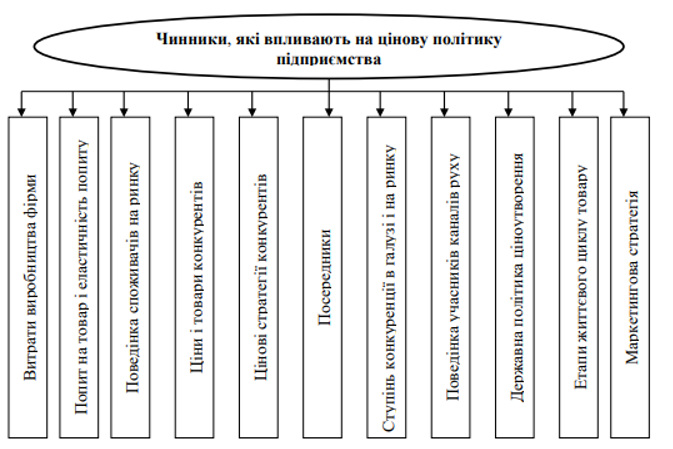 Чинники, які впливають на цінову політику
підприємства
Витрати виробництва фірми
Попит на товар і еластичність попиту
Поведінка споживачів на ринку
Ціни і товари конкурентів
Цінові стратегії конкурентів
Посередники
Ступінь конкуренції в галузі і на ринку
Поведінка учасників каналів руху
Державна політика ціноутворення
Етапи життєвого циклу товару
Маркетингова стратегія